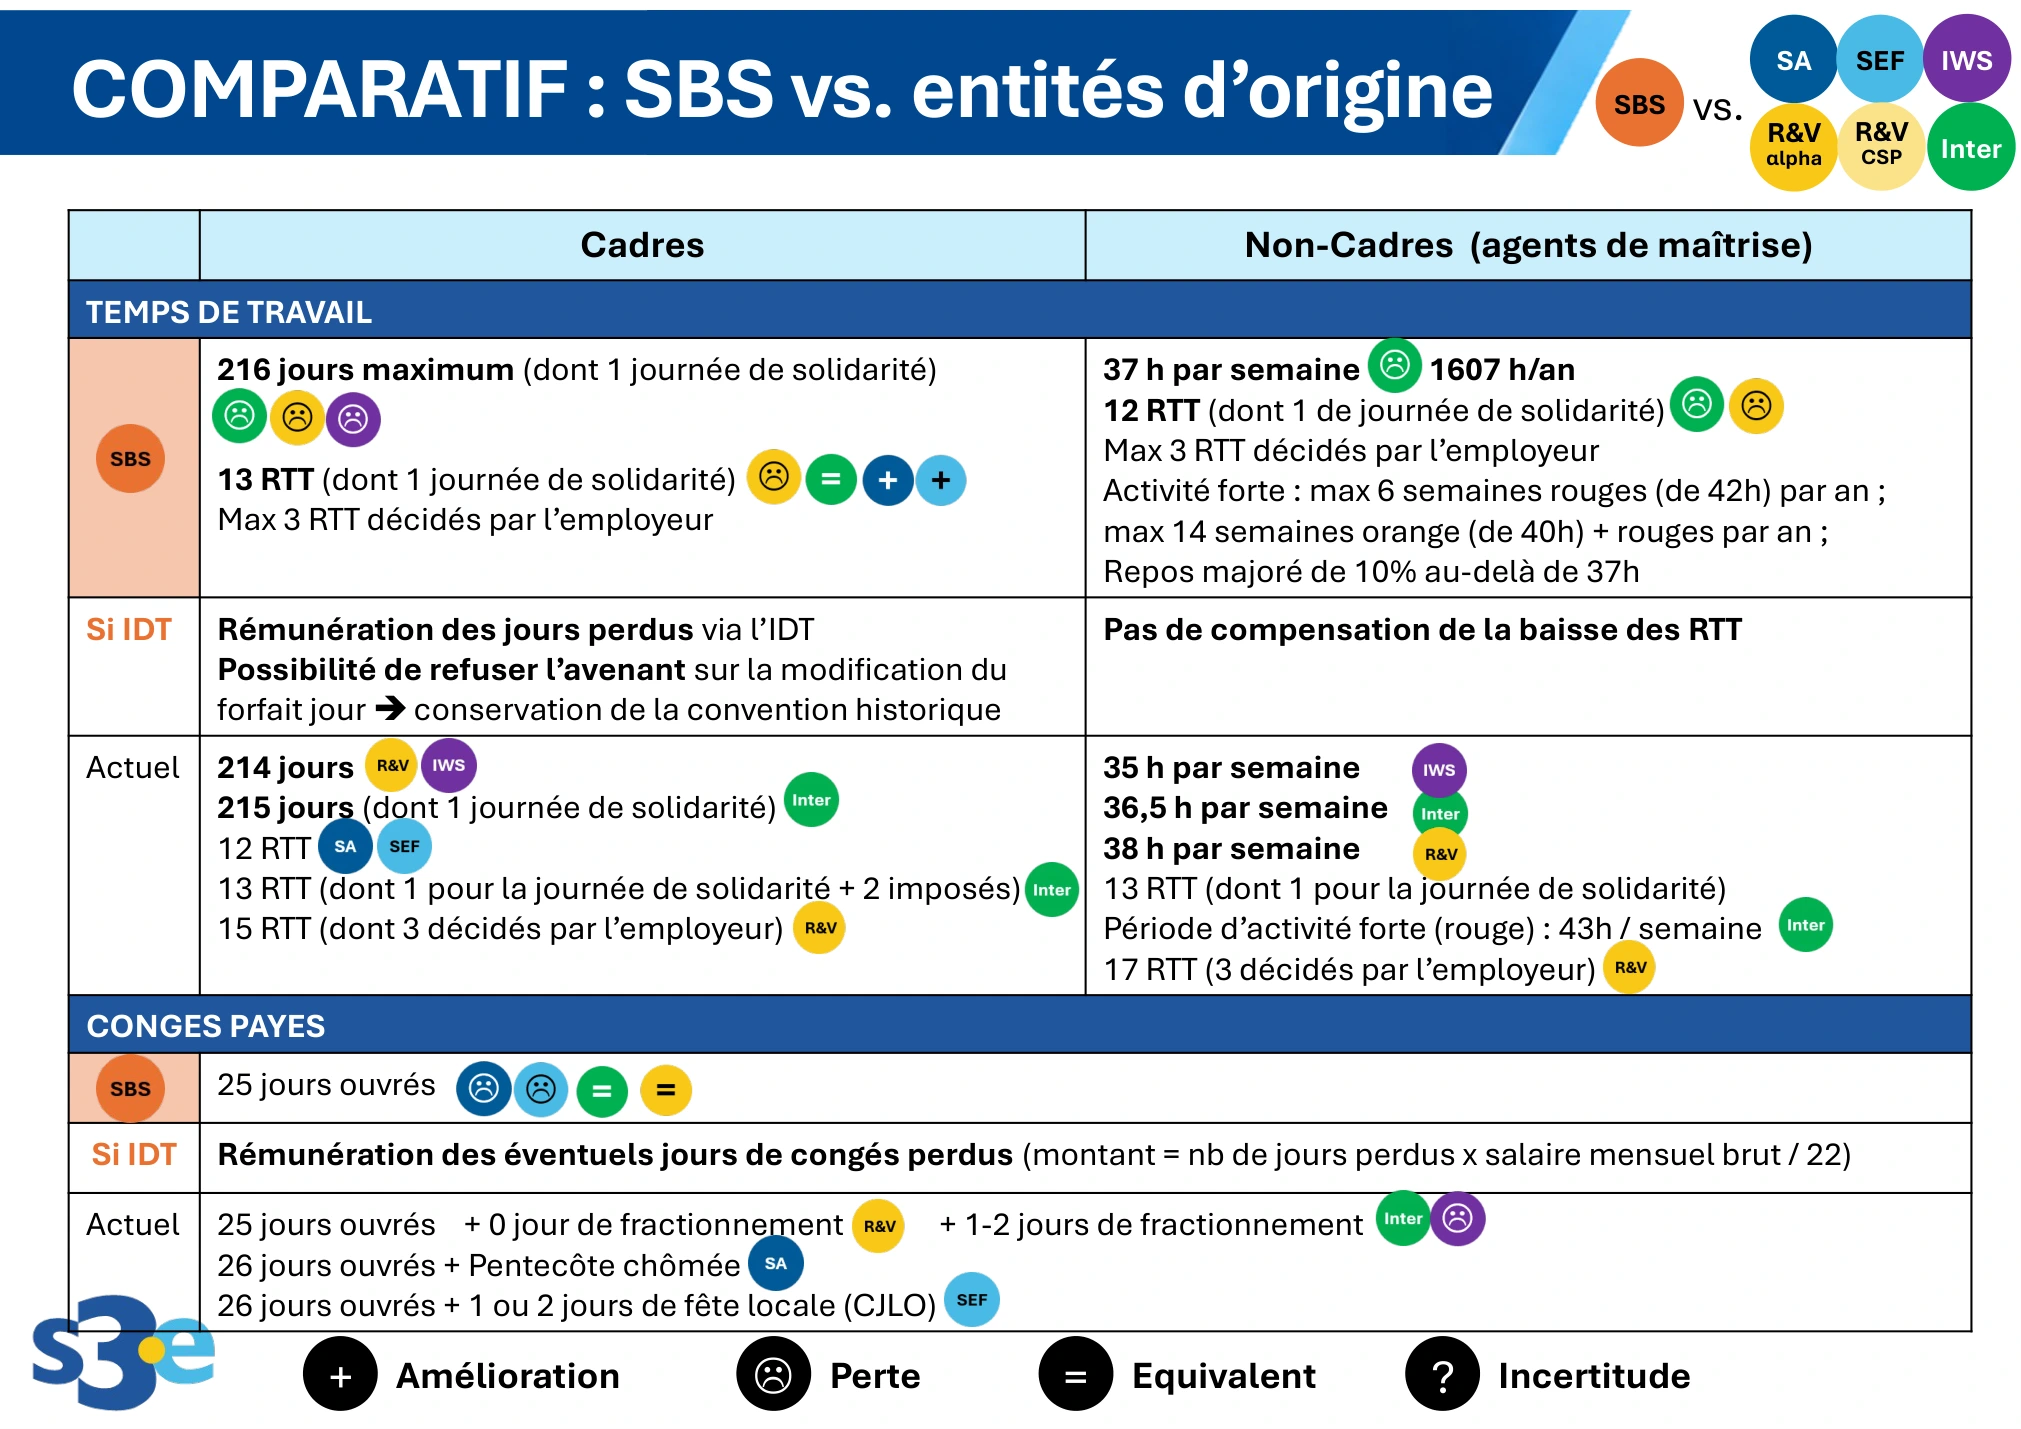 COMPARATIF : SBS vs. entités d’origine
SBS vs. SA SEF IWS
R&V alpha R&V CSP Inter
Cadres Non-Cadres (agents de maîtrise)
TEMPS DE TRAVAIL
SBS
216 jours maximum (dont 1 journée de solidarité)
13 RTT (dont 1 journée de solidarité) = + +
Max 3 RTT décidés par l’employeur
37 h par semaine 1607 h/an
12 RTT (dont 1 de journée de solidarité)
Max 3 RTT décidés par l’employeur
Activité forte : max 6 semaines rouges (de 42h) par an ;
max 14 semaines orange (de 40h) + rouges par an ;
Repos majoré de 10% au-delà de 37h
Si IDT
Rémunération des jours perdus via l’IDT
Possibilité de refuser l’avenant sur la modification du
forfait jour ➔ conservation de la convention historique
Pas de compensation de la baisse des RTT
Actuel
214 jours R&V IWS
215 jours (dont 1 journée de solidarité) Inter
12 RTT SA SEF
13 RTT (dont 1 pour la journée de solidarité + 2 imposés) Inter
15 RTT (dont 3 décidés par l’employeur) R&V
35 h par semaine IWS
36,5 h par semaine Inter
38 h par semaine R&V
13 RTT (dont 1 pour la journée de solidarité)
Période d’activité forte (rouge) : 43h / semaine Inter
17 RTT (3 décidés par l’employeur) R&V
CONGES PAYES
SBS
25 jours ouvrés = =
Si IDT
Rémunération des éventuels jours de congés perdus (montant = nb de jours perdus x salaire mensuel brut / 22)
Actuel
25 jours ouvrés + 0 jour de fractionnement R&V + 1-2 jours de fractionnement Inter
26 jours ouvrés + Pentecôte chômée SA
26 jours ouvrés + 1 ou 2 jours de fête locale (CJLO) SEF
s3e
+ Amélioration Perte = Equivalent ? Incertitude